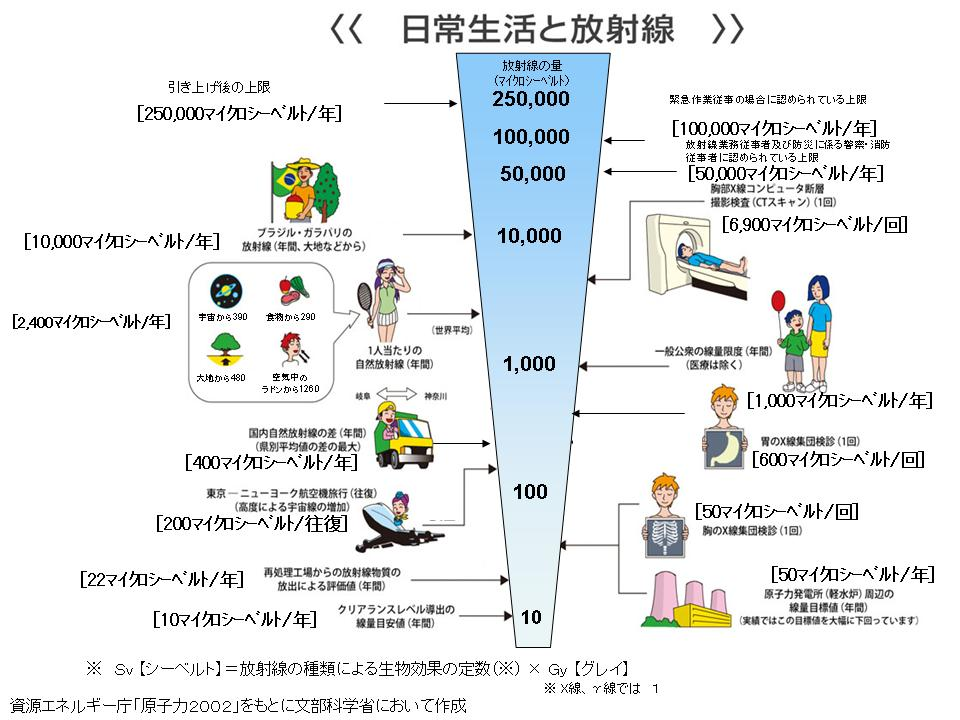 《　日常生活と放射線　》
放射線の量
(マイクロシーベルト)
250,000
100,000
50,000
10,000
1,000
100
10
引き上げ後の上限
[250,000マイクロシーベルト/年]
ブラジル・ガラパリの
放射線（年間、大地などから）
[10,000マイクロシーベルト/年]
宇宙から390
食物から290
大地から480
空気中の
ラドンから1260
[2,400マイクロシーベルト/年]
（世界平均）
1人当たりの
自然放射線（年間）
岐阜
神奈川
国内自然放射線の差（年間）
（県別平均値の差の最大）
[400マイクロシーベルト/年]
東京―ニューヨーク航空機旅行（往復）
（高度による宇宙線の増加）
[200マイクロシーベルト/往復]
[22マイクロシーベルト/年]
再処理工場からの放射線物質の
放出による評価値（年間）
[10マイクロシーベルト/年]
クリアランスレベル導出の
線量目安値（年間）
緊急作業従事の場合に認められている上限
[100,000マイクロシーベルト/年]
放射線業務従事者及び防災に係る警察・消防
従事者に認められている上限
[50,000マイクロシーベルト/年]
胸部X線コンピュータ断層
撮影検査（CTスキャン）（1回）
[6,900マイクロシーベルト/回]
一般公衆の線量限度（年間）
（医療は除く）
[1,000マイクロシーベルト/年]
胃のX線集団検診（1回）
[600マイクロシーベルト/回]
[50マイクロシーベルト/回]
胸のX線集団検診（1回）
[50マイクロシーベルト/年]
原子力発電所（軽水炉）周辺の
線量目標値（年間）
（実績ではこの目標値を大幅に下回っています）
※　Sv【シーベルト】＝放射線の種類による生物効果の定数（※）　×　Gy【グレイ】
※ X線、γ線では　1
資源エネルギー庁「原子力2002」をもとに文部科学省において作成